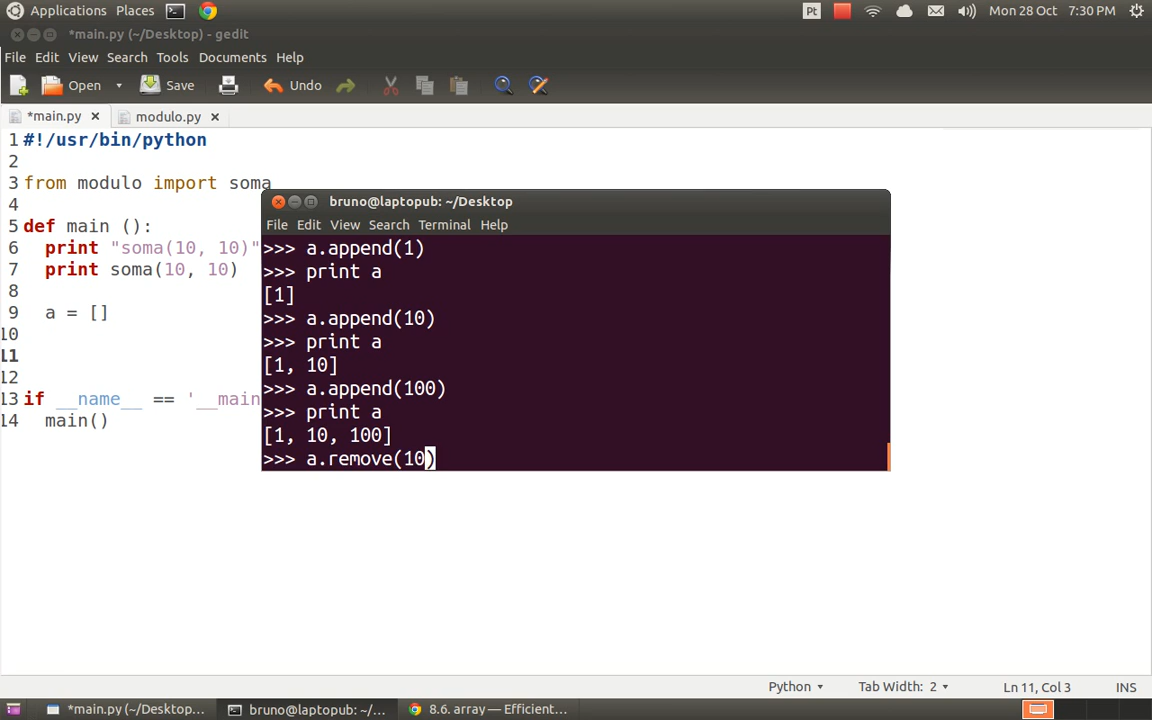 Applications Places Pt Mon 28 Oct 7:30 PM
*main.py (~/Desktop) - gedit
File Edit View Search Tools Documents Help
Open Save Undo
*main.py modulo.py
1 #!/usr/bin/python
2
3 from modulo import soma
4
5 def main ():
6 print "soma(10, 10)"
7 print soma(10, 10)
8
9 a = []
10
11
12
13 if __name__ == '__main
14 main()
bruno@laptopub: ~/Desktop
File Edit View Search Terminal Help
>>> a.append(1)
>>> print a
[1]
>>> a.append(10)
>>> print a
[1, 10]
>>> a.append(100)
>>> print a
[1, 10, 100]
>>> a.remove(10)
Python Tab Width: 2 Ln 11, Col 3 INS
*main.py (~/Desktop... bruno@laptopub: ~/... 8.6. array — Efficient...